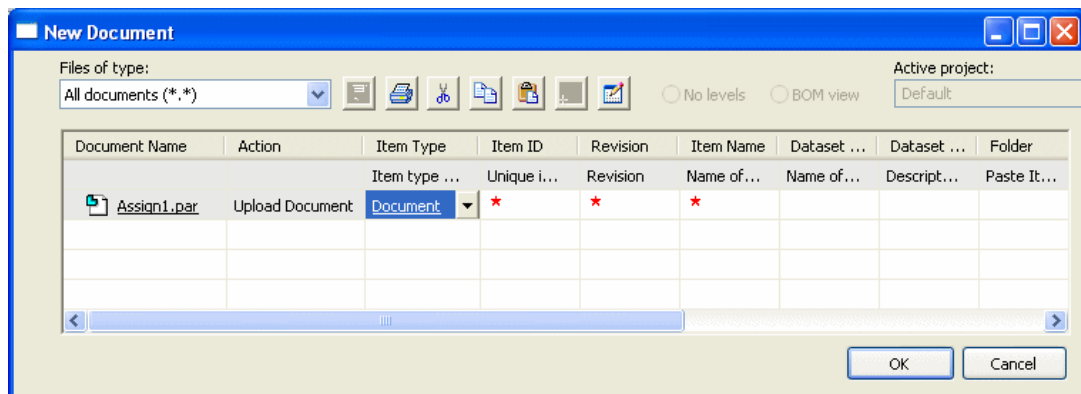 New Document
Files of type:
Active project:
All documents (*.*)
No levels
BOM view
Default
Document Name Action Item Type Item ID Revision Item Name Dataset ... Dataset ... Folder
Item type ... Unique i... Revision Name of... Name of... Descript... Paste It...
Assign1.par Upload Document Document * * *
OK Cancel